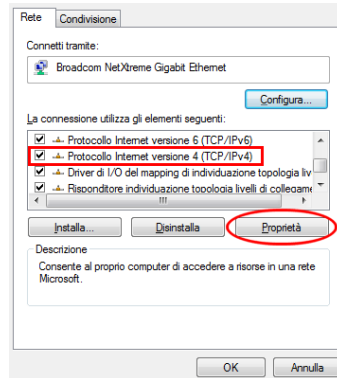 Rete Condivisione
Connetti tramite:
Broadcom NetXtreme Gigabit Ethernet
Configura...
La connessione utilizza gli elementi seguenti:
Protocollo Internet versione 6 (TCP/IPv6)
Protocollo Internet versione 4 (TCP/IPv4)
Driver di I/O del mapping di individuazione topologia liv
Risponditore individuazione topologia livelli di collegame
Installa... Disinstalla Proprietà
Descrizione
Consente al proprio computer di accedere a risorse in una rete
Microsoft.
OK Annulla